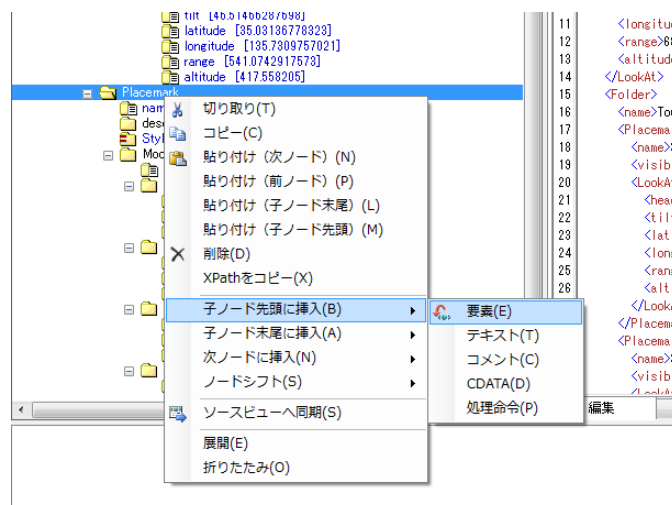 tilt [46.51466287698]
latitude [35.03136778323]
longitude [135.7309757021]
range [541.0742917573]
altitude [417.558205]
Placemark
nam
desc
Styl
Mod
切り取り(T)
コピー(C)
貼り付け（次ノード）(N)
貼り付け（前ノード）(P)
貼り付け（子ノード末尾）(L)
貼り付け（子ノード先頭）(M)
削除(D)
XPathをコピー(X)
子ノード先頭に挿入(B)
子ノード末尾に挿入(A)
次ノードに挿入(N)
ノードシフト(S)
ソースビューへ同期(S)
展開(E)
折りたたみ(O)
要素(E)
テキスト(T)
コメント(C)
CDATA(D)
処理命令(P)
11 <longitud
12 <range>6
13 <altitude
14 </LookAt>
15 <Folder>
16 <name>Tou
17 <Placema
18 <name>
19 <visib
20 <LookA
21 <hea
22 <til
23 <lat
24 <lon
25 <ran
26 <alt
</Look
</Placem
<Placema
<name>
<visib
編集